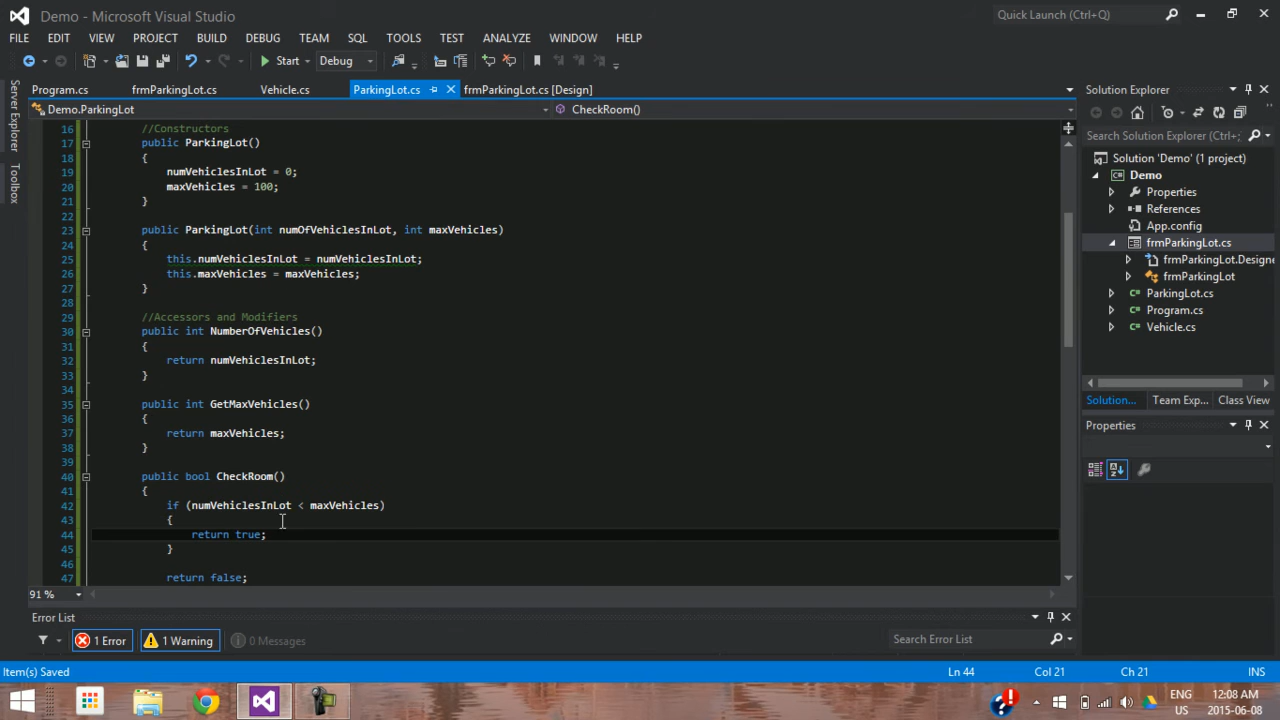 Demo - Microsoft Visual Studio
Quick Launch (Ctrl+Q)
FILE EDIT VIEW PROJECT BUILD DEBUG TEAM SQL TOOLS TEST ANALYZE WINDOW HELP
Start Debug
Server Explorer
Toolbox
Program.cs frmParkingLot.cs Vehicle.cs ParkingLot.cs frmParkingLot.cs [Design]
Demo.ParkingLot CheckRoom()
16 //Constructors
17 public ParkingLot()
18 {
19 numVehiclesInLot = 0;
20 maxVehicles = 100;
21 }
22
23 public ParkingLot(int numOfVehiclesInLot, int maxVehicles)
24 {
25 this.numVehiclesInLot = numVehiclesInLot;
26 this.maxVehicles = maxVehicles;
27 }
28
29 //Accessors and Modifiers
30 public int NumberOfVehicles()
31 {
32 return numVehiclesInLot;
33 }
34
35 public int GetMaxVehicles()
36 {
37 return maxVehicles;
38 }
39
40 public bool CheckRoom()
41 {
42 if (numVehiclesInLot < maxVehicles)
43 {
44 return true;
45 }
46
47 return false;
91 %
Solution Explorer
Search Solution Explorer (Ctrl+;
Solution 'Demo' (1 project)
Demo
Properties
References
App.config
frmParkingLot.cs
frmParkingLot.Designe
frmParkingLot
ParkingLot.cs
Program.cs
Vehicle.cs
Solution... Team Exp... Class View
Properties
Error List
1 Error 1 Warning 0 Messages
Search Error List
Item(s) Saved Ln 44 Col 21 Ch 21 INS
ENG
US
12:08 AM
2015-06-08